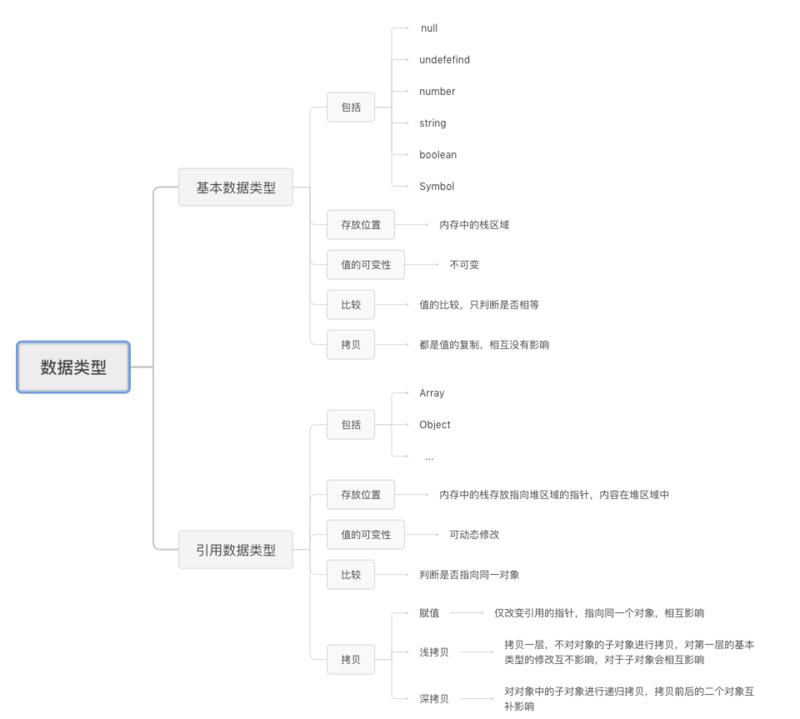 数据类型
基本数据类型
包括
null
undefefind
number
string
boolean
Symbol
存放位置
内存中的栈区域
值的可变性
不可变
比较
值的比较，只判断是否相等
拷贝
都是值的复制，相互没有影响
引用数据类型
包括
Array
Object
...
存放位置
内存中的栈存放指向堆区域的指针，内容在堆区域中
值的可变性
可动态修改
比较
判断是否指向同一对象
拷贝
赋值
仅改变引用的指针，指向同一个对象，相互影响
浅拷贝
拷贝一层，不对对象的子对象进行拷贝，对第一层的基本
类型的修改互不影响，对于子对象会相互影响
深拷贝
对对象中的子对象进行递归拷贝，拷贝前后的二个对象互
补影响